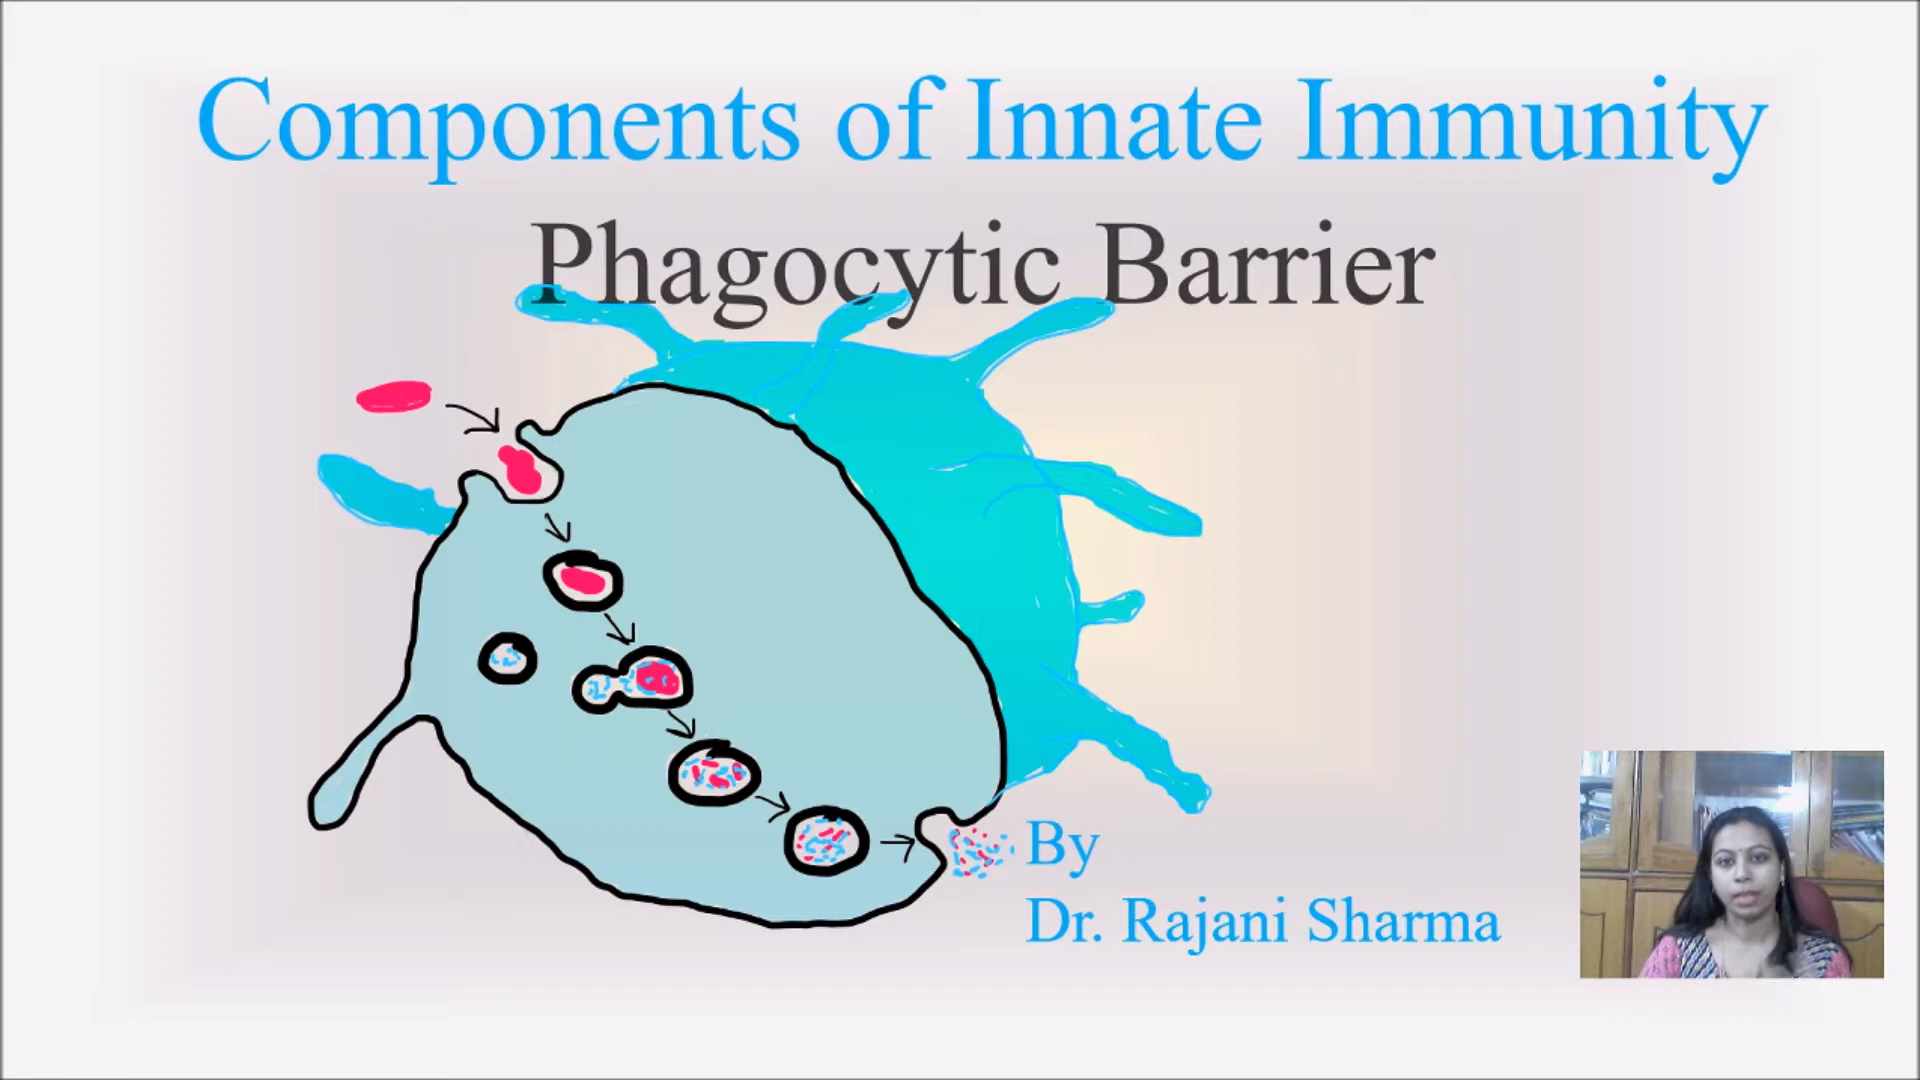 Components of Innate Immunity
Phagocytic Barrier
By
Dr. Rajani Sharma